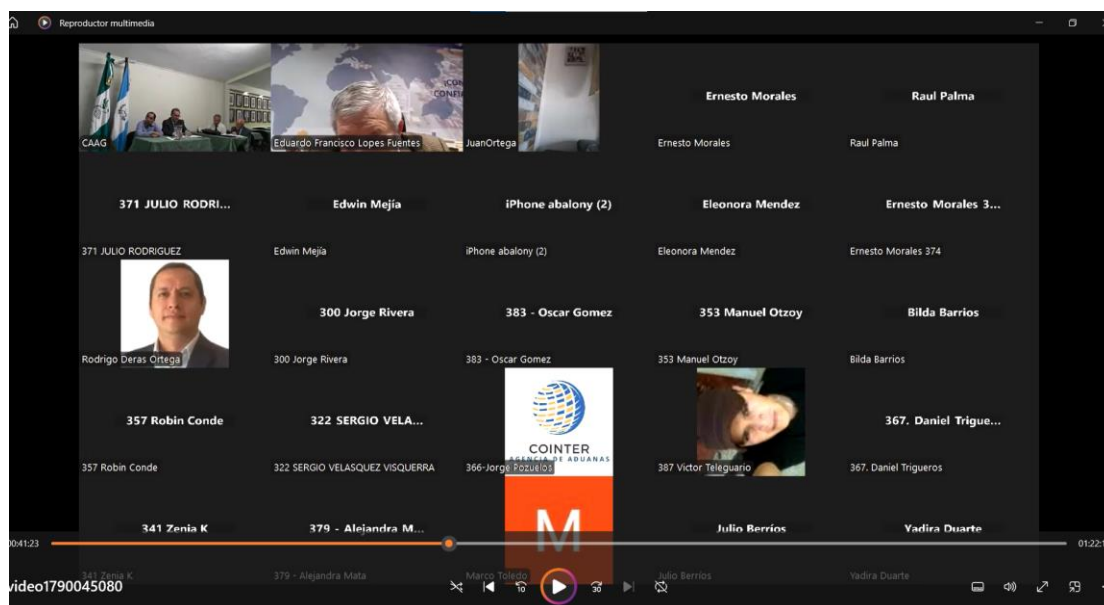 Reproductor multimedia
CAAG
Eduardo Francisco Lopes Fuentes
JuanOrtega
Ernesto Morales
Ernesto Morales
Raul Palma
Raul Palma
371 JULIO RODRI...
371 JULIO RODRIGUEZ
Edwin Mejía
Edwin Mejía
iPhone abalony (2)
iPhone abalony (2)
Eleonora Mendez
Eleonora Mendez
Ernesto Morales 3...
Ernesto Morales 374
Rodrigo Deras Ortega
300 Jorge Rivera
300 Jorge Rivera
383 - Oscar Gomez
383 - Oscar Gomez
353 Manuel Otzoy
353 Manuel Otzoy
Bilda Barrios
Bilda Barrios
357 Robin Conde
357 Robin Conde
322 SERGIO VELA...
322 SERGIO VELASQUEZ VISQUERRA
COINTER
AGENCIA DE ADUANAS
366-Jorge Pozuelos
387 Victor Teleguario
367. Daniel Trigue...
367. Daniel Trigueros
341 Zenia K
341 Zenia K
379 - Alejandra M...
379 - Alejandra Mata
M
Marco Toledo
Julio Berríos
Julio Berríos
Yadira Duarte
Yadira Duarte
00:41:23
01:22:1
video1790045080
10
30